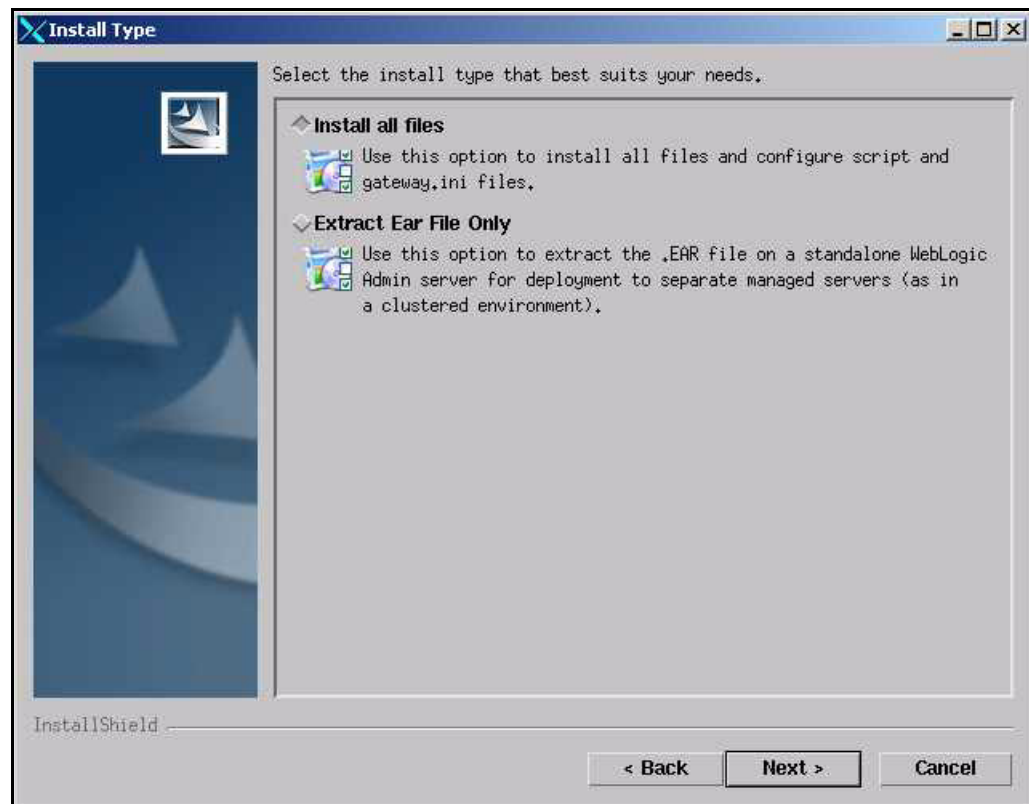 Install Type
Select the install type that best suits your needs.
Install all files
Use this option to install all files and configure script and
gateway.ini files.
Extract Ear File Only
Use this option to extract the .EAR file on a standalone WebLogic
Admin server for deployment to separate managed servers (as in
a clustered environment).
InstallShield
< Back
Next >
Cancel